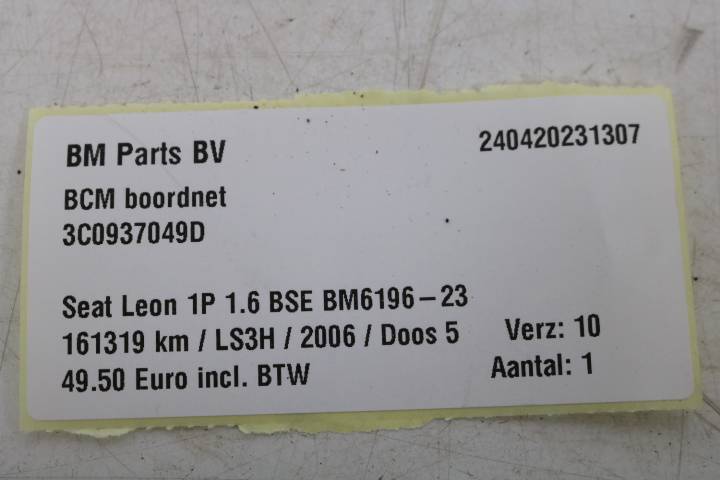 BM Parts BV
240420231307
BCM boordnet
3C0937049D
Seat Leon 1P 1.6 BSE BM6196-23
161319 km / LS3H / 2006 / Doos 5
Verz: 10
49.50 Euro incl. BTW
Aantal: 1